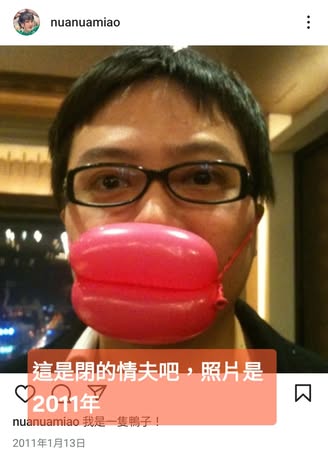 nuanuamiao
這是閉的情夫吧，照片是
2011年
nuanuamiao 我是一隻鴨子！
2011年1月13日